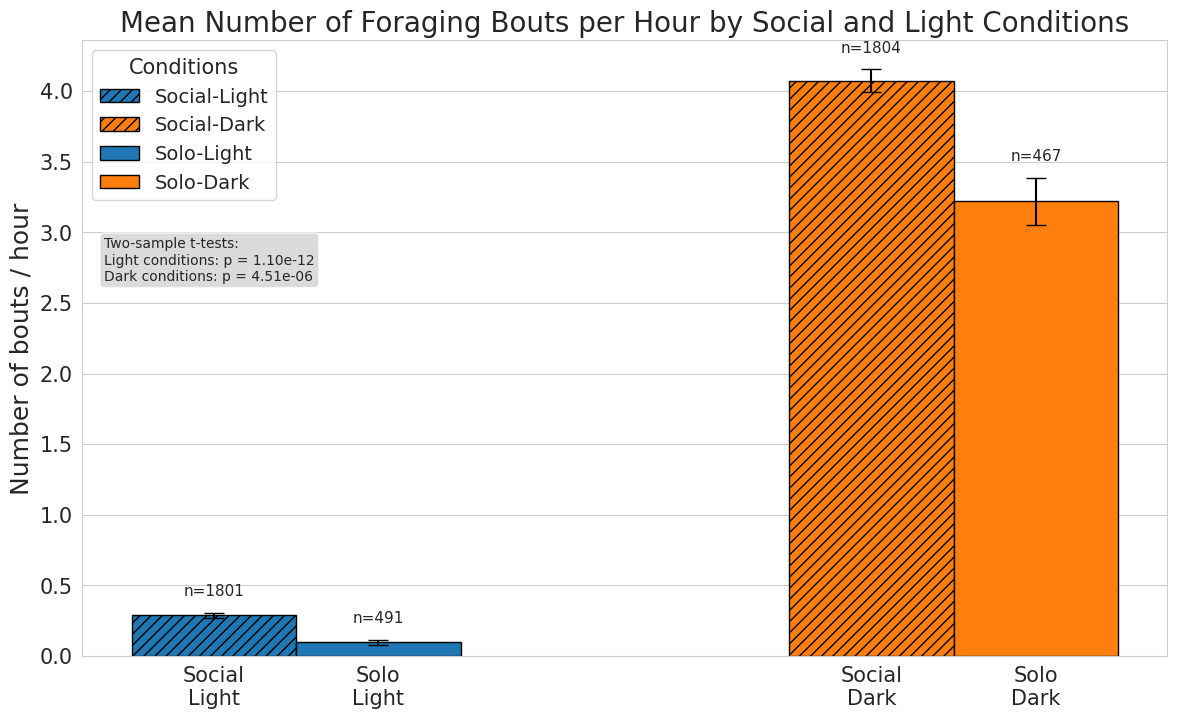 Mean Number of Foraging Bouts per Hour by Social and Light Conditions
Number of bouts / hour
4.0
3.5
3.0
2.5
2.0
1.5
1.0
0.5
0.0
Conditions
Social-Light
Social-Dark
Solo-Light
Solo-Dark
Two-sample t-tests:
Light conditions: p = 1.10e-12
Dark conditions: p = 4.51e-06
n=1801
n=491
n=1804
n=467
Social
Light
Solo
Light
Social
Dark
Solo
Dark